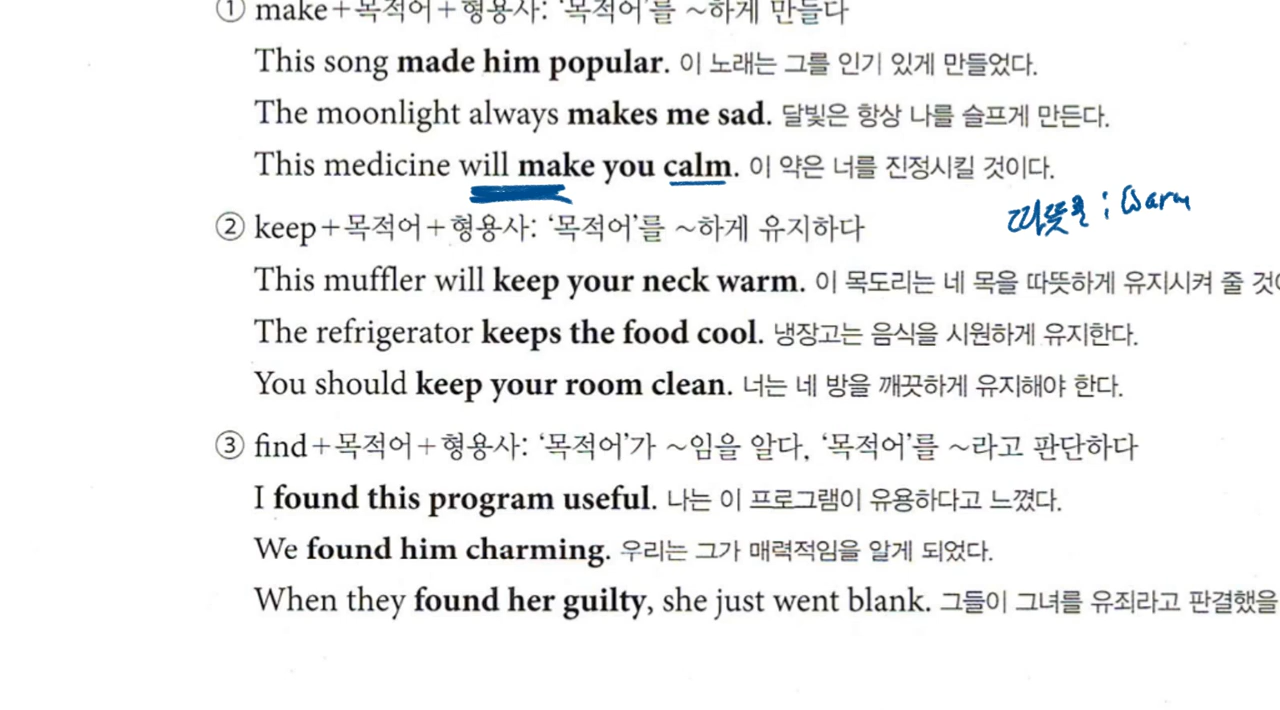 ① make+목적어+형용사: ‘목적어’를 ~하게 만들다
This song made him popular. 이 노래는 그를 인기 있게 만들었다.
The moonlight always makes me sad. 달빛은 항상 나를 슬프게 만든다.
This medicine will make you calm. 이 약은 너를 진정시킬 것이다.
: warm
② keep+목적어+형용사: ‘목적어’를 ~하게 유지하다
This muffler will keep your neck warm. 이 목도리는 네 목을 따뜻하게 유지시켜 줄
The refrigerator keeps the food cool. 냉장고는 음식을 시원하게 유지한다.
You should keep your room clean. 너는 네 방을 깨끗하게 유지해야 한다.
③ find+목적어+형용사: ‘목적어’가 ~임을 알다, ‘목적어’를 ~라고 판단하다
I found this program useful. 나는 이 프로그램이 유용하다고 느꼈다.
We found him charming. 우리는 그가 매력적임을 알게 되었다.
When they found her guilty, she just went blank. 그들이 그녀를 유죄라고 판결했을